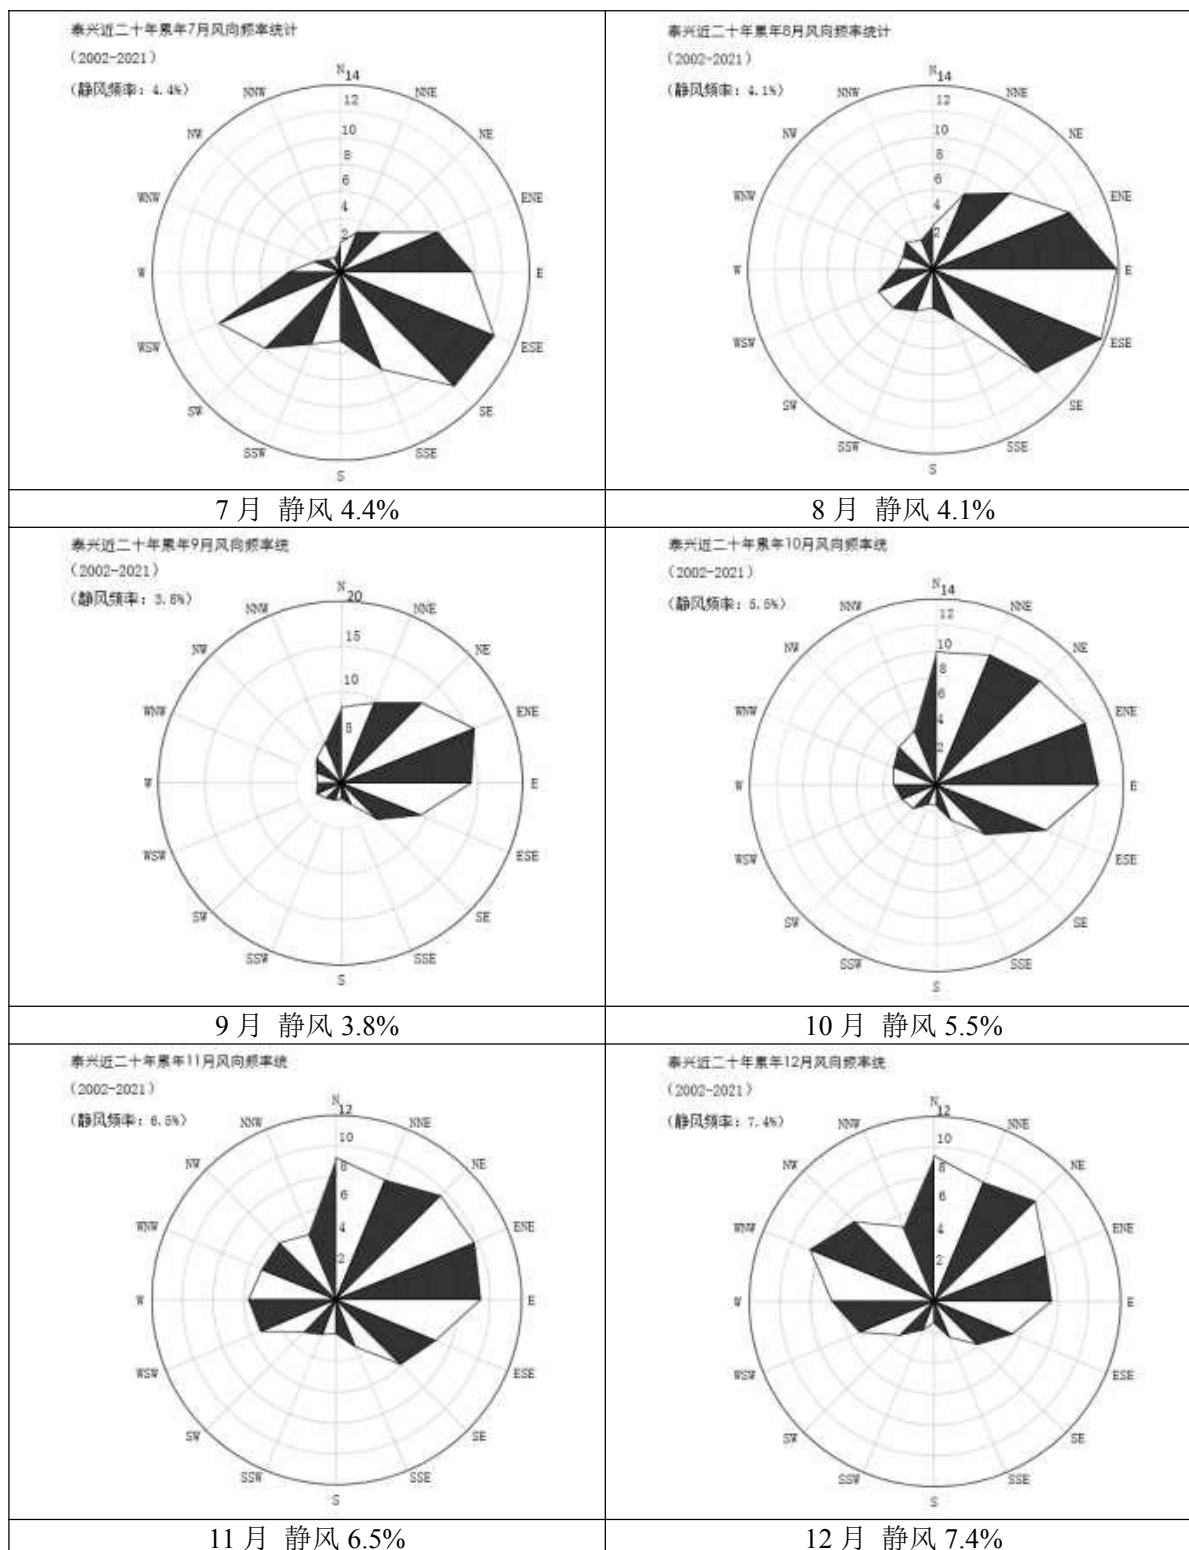 泰兴近二十年累年7月风向频率统计
(2002-2021)
(静风频率: 4.4%)
N
14
NNW
NNE
12
NW
NE
10
8
WNW
ENE
6
4
2
W
E
WSW
ESE
SW
SE
SSW
SSE
S
7 月 静风 4.4%
泰兴近二十年累年8月风向频率统计
(2002-2021)
(静风频率: 4.1%)
N
14
NNW
NNE
12
NW
NE
10
8
WNW
ENE
6
4
2
W
E
WSW
ESE
SW
SE
SSW
SSE
S
8 月 静风 4.1%
泰兴近二十年累年9月风向频率统
(2002-2021)
(静风频率: 3.8%)
N
20
NNW
NNE
15
NW
NE
10
WNW
ENE
5
W
E
WSW
ESE
SW
SE
SSW
SSE
S
9 月 静风 3.8%
泰兴近二十年累年10月风向频率统
(2002-2021)
(静风频率: 5.5%)
N
14
NNW
NNE
12
NW
NE
10
8
WNW
ENE
6
4
2
W
E
WSW
ESE
SW
SE
SSW
SSE
S
10 月 静风 5.5%
泰兴近二十年累年11月风向频率统
(2002-2021)
(静风频率: 6.5%)
N
12
NNW
NNE
10
NW
NE
8
6
WNW
ENE
4
2
W
E
WSW
ESE
SW
SE
SSW
SSE
S
11 月 静风 6.5%
泰兴近二十年累年12月风向频率统
(2002-2021)
(静风频率: 7.4%)
N
12
NNW
NNE
10
NW
NE
8
6
WNW
ENE
4
2
W
E
WSW
ESE
SW
SE
SSW
SSE
S
12 月 静风 7.4%